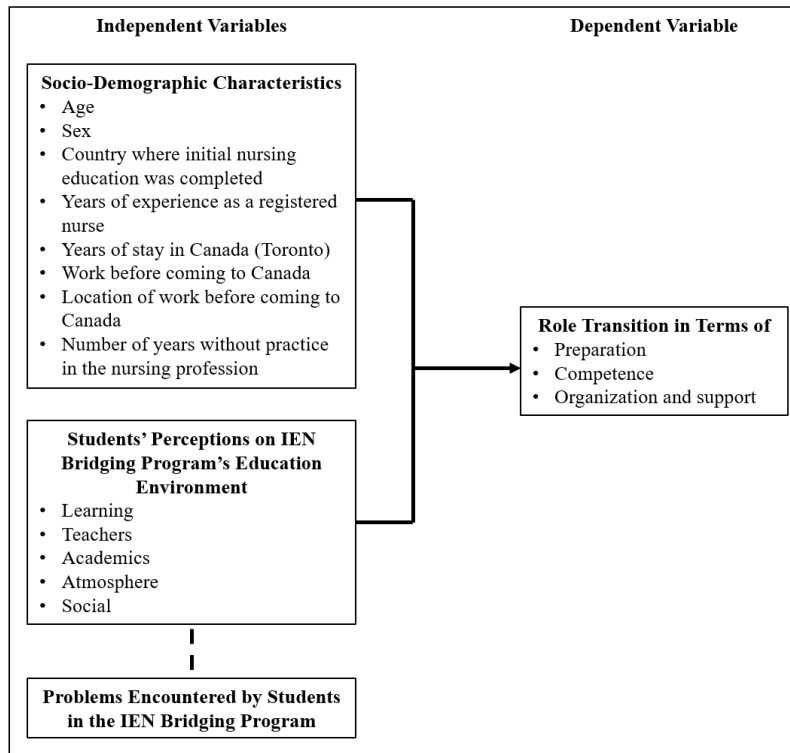 Independent Variables
Dependent Variable
Socio-Demographic Characteristics
• Age
• Sex
• Country where initial nursing
education was completed
• Years of experience as a registered
nurse
• Years of stay in Canada (Toronto)
• Work before coming to Canada
• Location of work before coming to
Canada
• Number of years without practice
in the nursing profession
Role Transition in Terms of
• Preparation
• Competence
• Organization and support
Students’ Perceptions on IEN
Bridging Program’s Education
Environment
• Learning
• Teachers
• Academics
• Atmosphere
• Social
Problems Encountered by Students
in the IEN Bridging Program